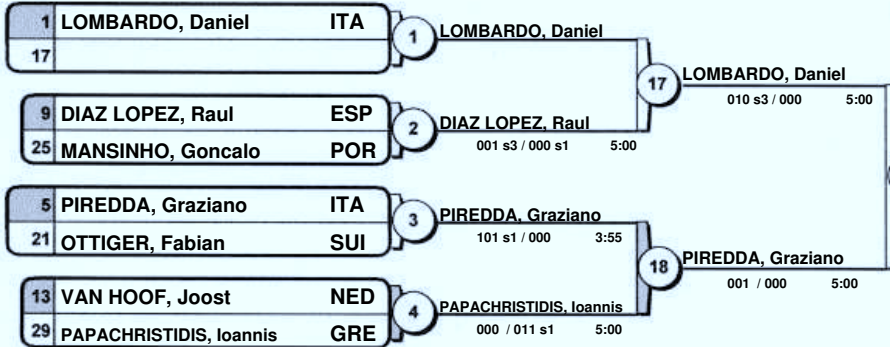 1 LOMBARDO, Daniel ITA
17
1
LOMBARDO, Daniel
9 DIAZ LOPEZ, Raul ESP
25 MANSINHO, Goncalo POR
2
DIAZ LOPEZ, Raul
001 s3 / 000 s1 5:00
17
LOMBARDO, Daniel
010 s3 / 000 5:00
5 PIREDDA, Graziano ITA
21 OTTIGER, Fabian SUI
3
PIREDDA, Graziano
101 s1 / 000 3:55
13 VAN HOOF, Joost NED
29 PAPACHRISTIDIS, Ioannis GRE
4
PAPACHRISTIDIS, Ioannis
000 / 011 s1 5:00
18
PIREDDA, Graziano
001 / 000 5:00